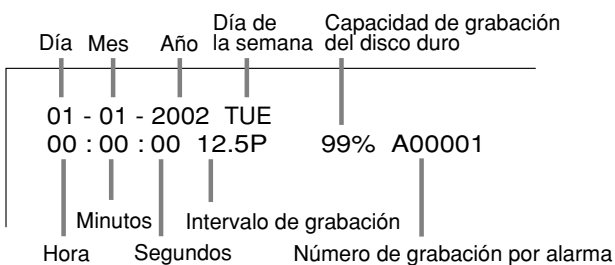 Día de
la semana
Capacidad de grabación
del disco duro
Día Mes Año
01 - 01 - 2002 TUE
00 : 00 : 00 12.5P 99% A00001
Minutos Intervalo de grabación
Hora Segundos Número de grabación por alarma